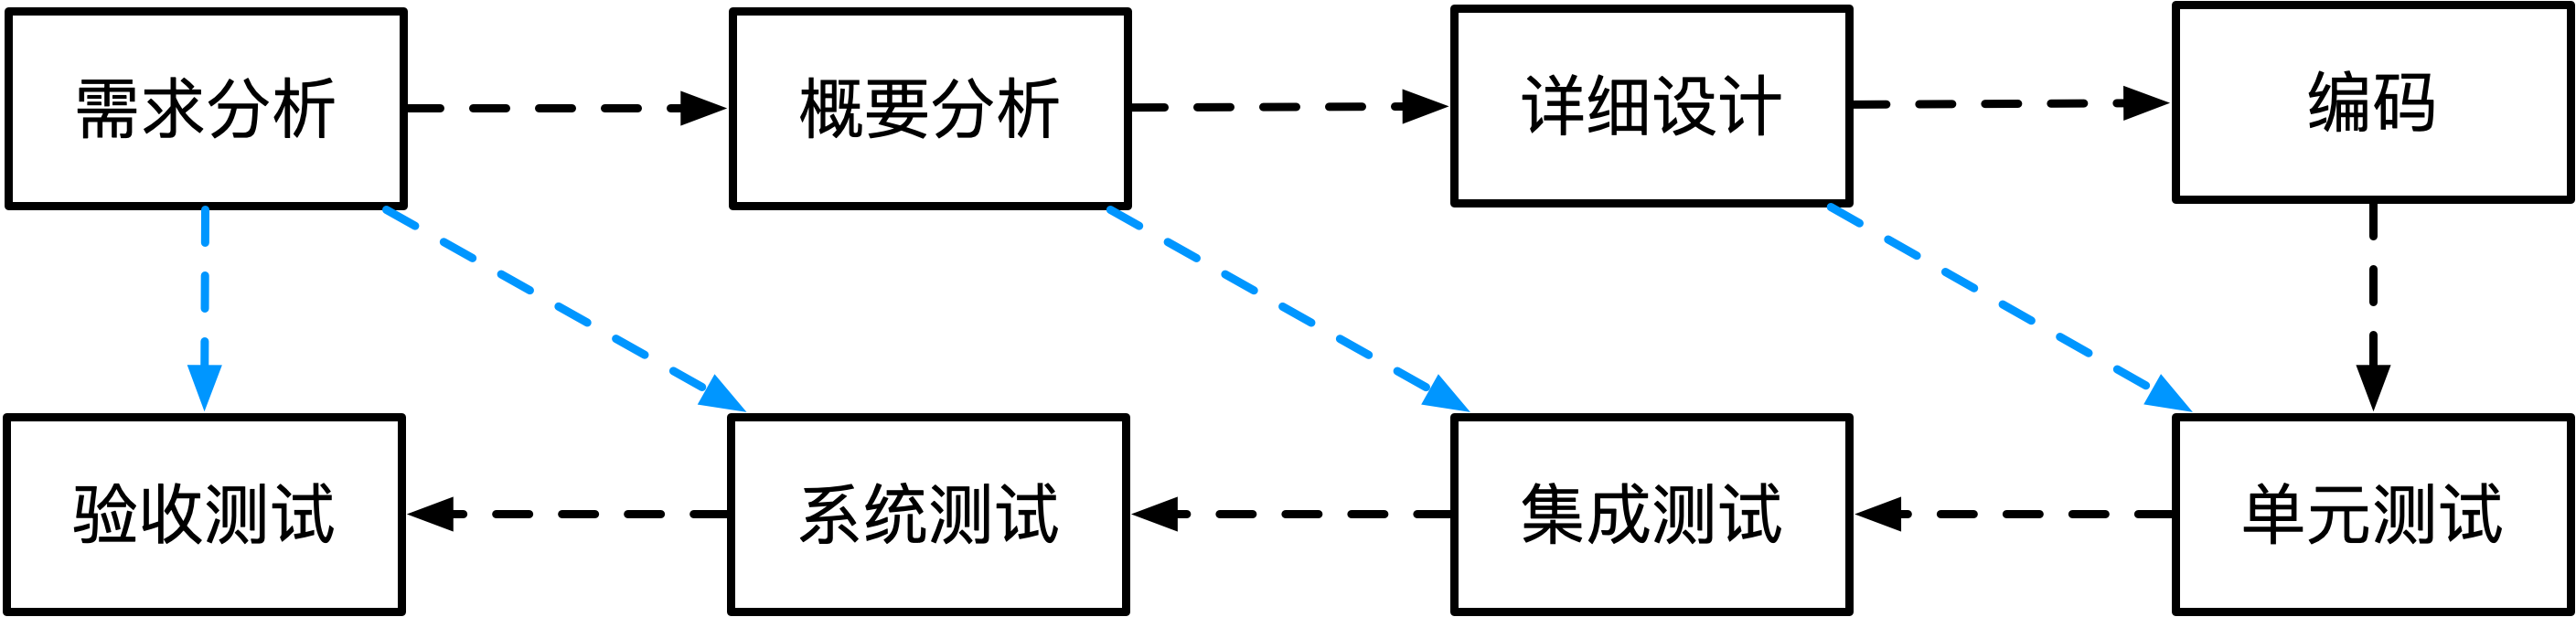 需求分析
概要分析
详细设计
编码
验收测试
系统测试
集成测试
单元测试